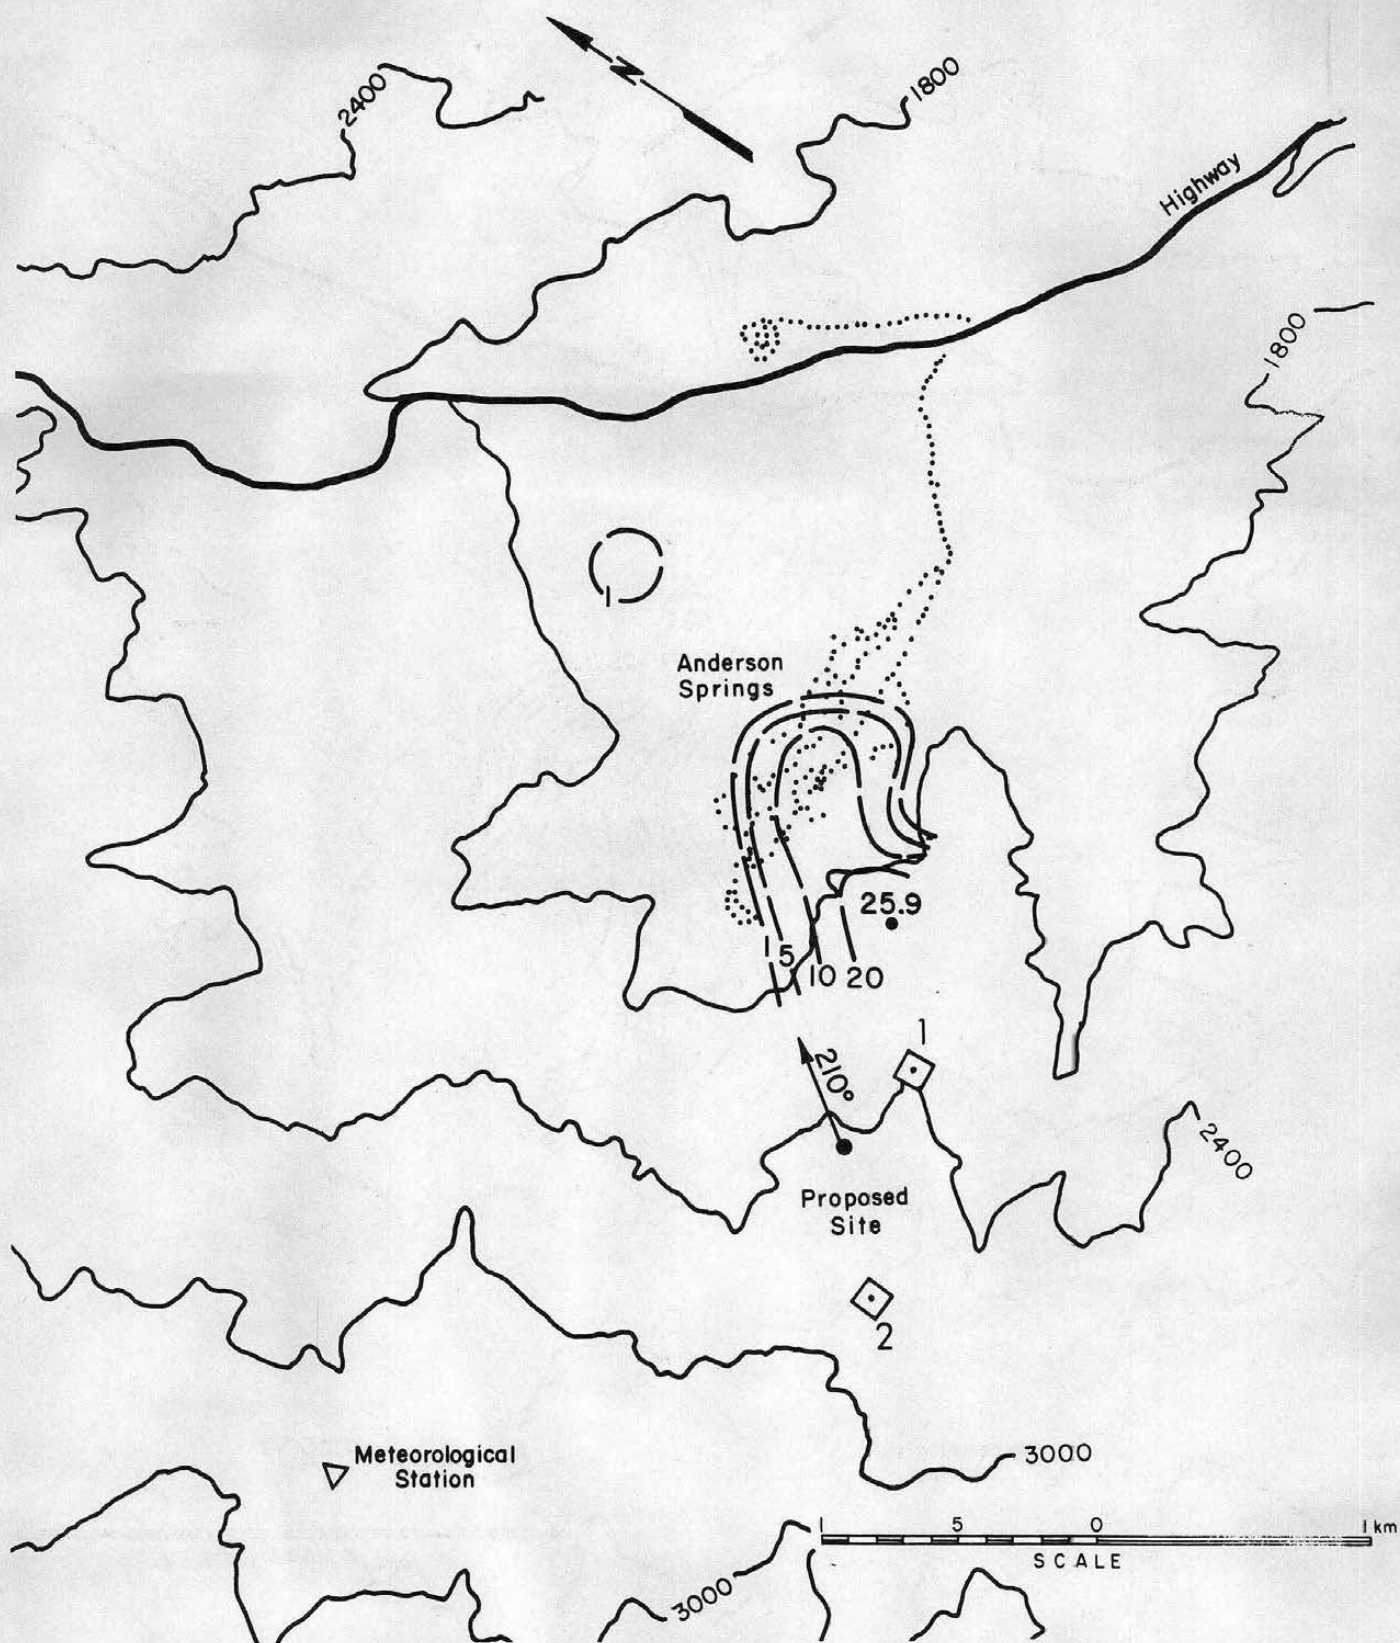 N
2400
1800
Highway
1800
1
Anderson
Springs
25.9
1 5 10 20
1
210°
2400
Proposed
Site
2
Meteorological
Station
3000
1 5 0 1 km
SCALE
3000